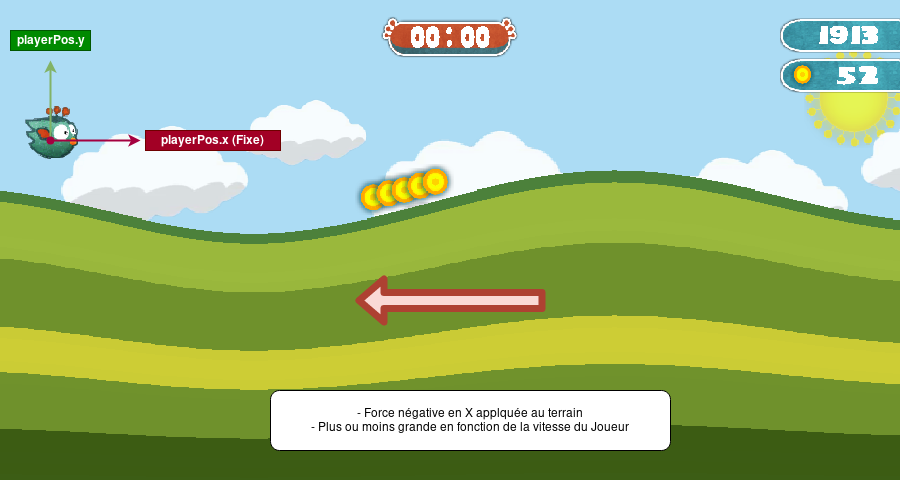 playerPos.y
00:00
1913
52
playerPos.x (Fixe)
- Force négative en X applquée au terrain
- Plus ou moins grande en fonction de la vitesse du Joueur